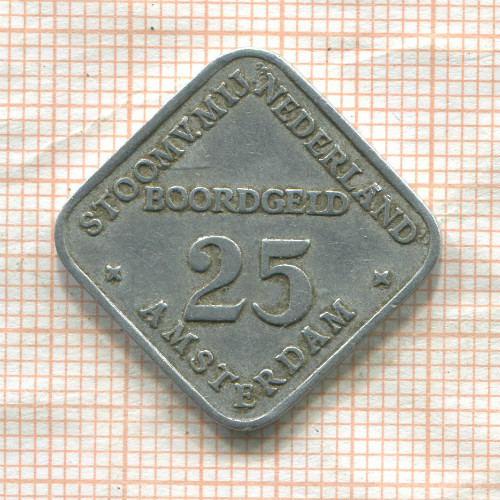 STOOMV. MIJ. NEDERLAND
BOORDGELD
25
AMSTERDAM